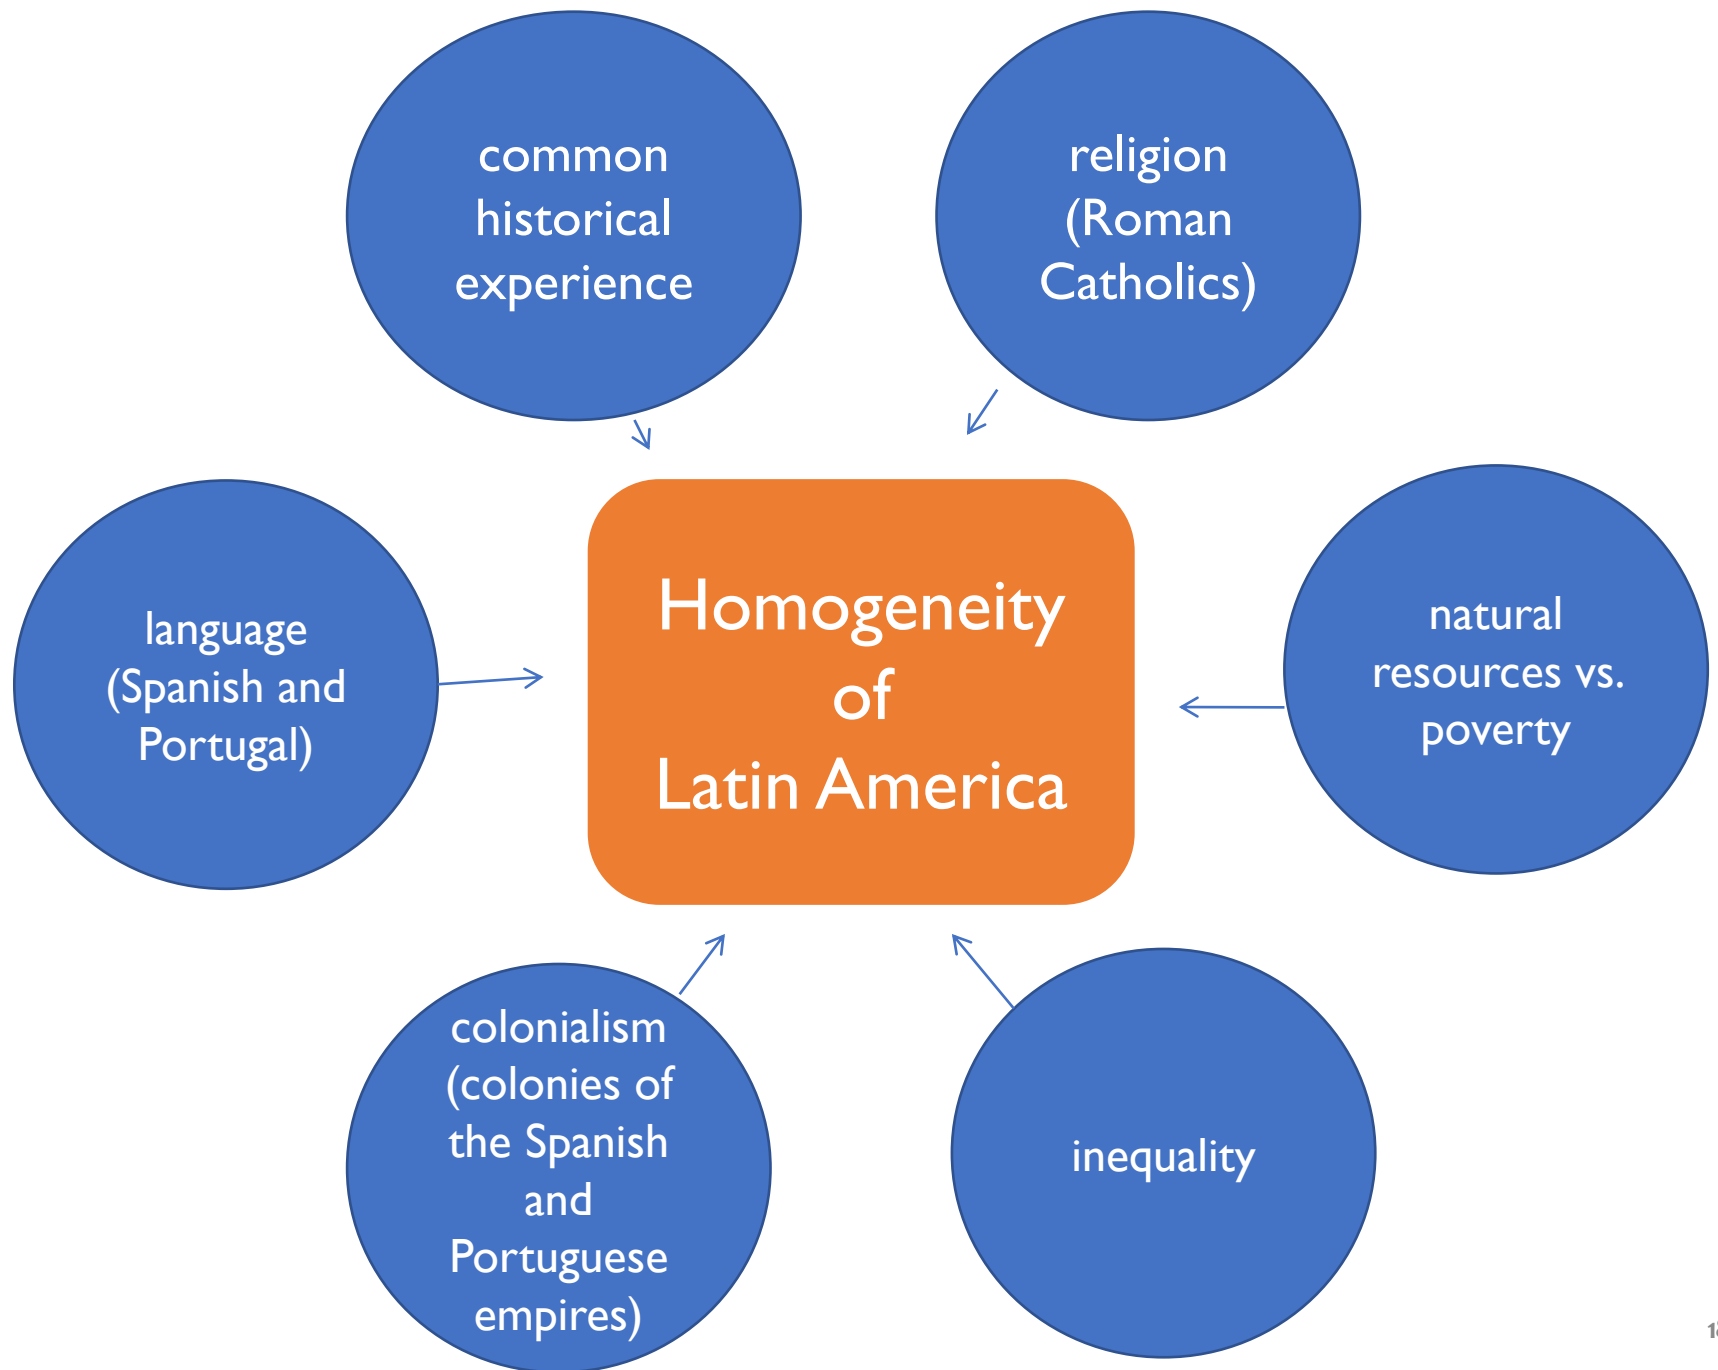 common
historical
experience
religion
(Roman
Catholics)
language
(Spanish and
Portugal)
Homogeneity
of
Latin America
natural
resources vs.
poverty
colonialism
(colonies of
the Spanish
and
Portuguese
empires)
inequality